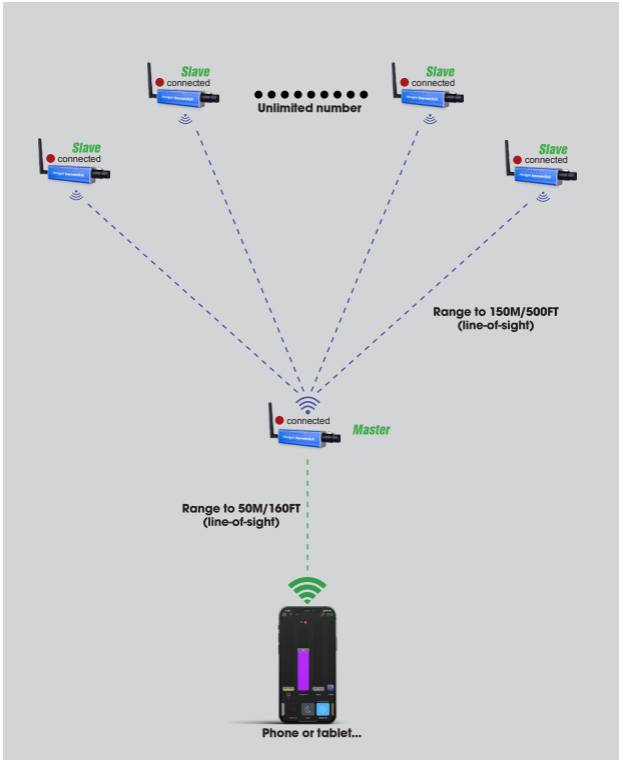 Slave
connected
Slave
connected
Unlimited number
Slave
connected
Slave
connected
Range to 150M/500FT
(line-of-sight)
connected
Master
Range to 50M/160FT
(line-of-sight)
Phone or tablet...